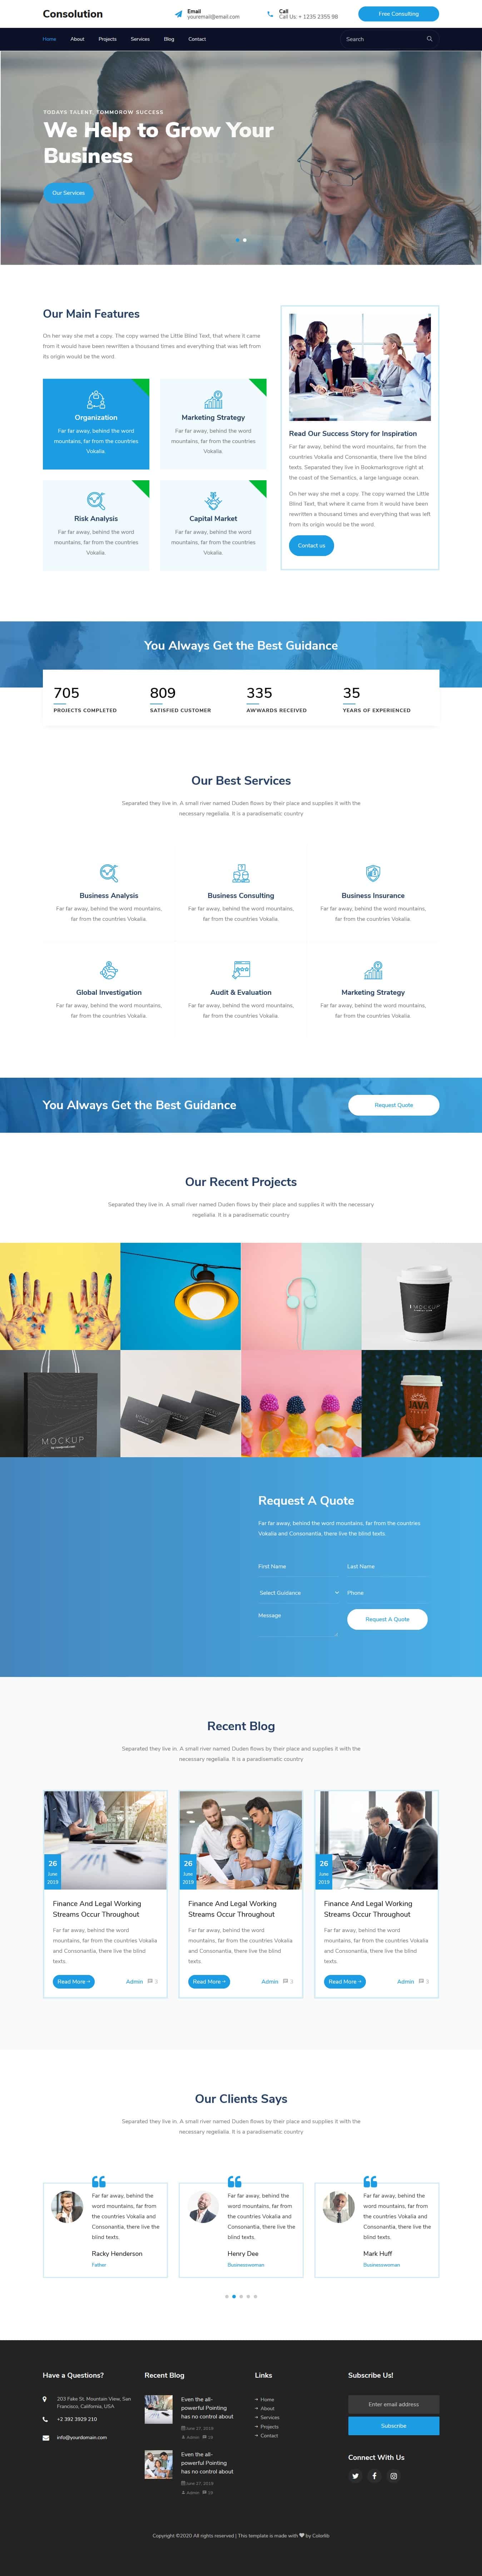 Consolution
Email
youremail@email.com
Call
Call Us: + 1235 2355 98
Free Consulting
Home
About
Projects
Services
Blog
Contact
Search
TODAYS TALENT, TOMMOROW SUCCESS
We Help to Grow Your
Business
Our Services
Our Main Features
On her way she met a copy. The copy warned the Little Blind Text, that where it came
from it would have been rewritten a thousand times and everything that was left from
its origin would be the word.
Organization
Far far away, behind the word
mountains, far from the countries
Vokalia.
Marketing Strategy
Far far away, behind the word
mountains, far from the countries
Vokalia.
Risk Analysis
Far far away, behind the word
mountains, far from the countries
Vokalia.
Capital Market
Far far away, behind the word
mountains, far from the countries
Vokalia.
Read Our Success Story for Inspiration
Far far away, behind the word mountains, far from the
countries Vokalia and Consonantia, there live the blind
texts. Separated they live in Bookmarksgrove right at
the coast of the Semantics, a large language ocean.
On her way she met a copy. The copy warned the Little
Blind Text, that where it came from it would have been
rewritten a thousand times and everything that was left
from its origin would be the word
Contact us
You Always Get the Best Guidance
705
PROJECTS COMPLETED
809
SATISFIED CUSTOMER
335
AWWARDS RECEIVED
35
YEARS OF EXPERIENCED
Our Best Services
Separated they live in. A small river named Duden flows by their place and supplies it with the
necessary regelialia. It is a paradisematic country
Business Analysis
Far far away, behind the word mountains,
far from the countries Vokalia.
Business Consulting
Far far away, behind the word mountains,
far from the countries Vokalia.
Business Insurance
Far far away, behind the word mountains,
far from the countries Vokalia.
Global Investigation
Far far away, behind the word mountains,
far from the countries Vokalia.
Audit & Evaluation
Far far away, behind the word mountains,
far from the countries Vokalia.
Marketing Strategy
Far far away, behind the word mountains,
far from the countries Vokalia.
You Always Get the Best Guidance
Request Quote
Our Recent Projects
Separated they live in. A small river named Duden flows by their place and supplies it with the necessary
regelialia. It is a paradisematic country
MOCKUP
MOCKUP
JAVA
Request A Quote
Far far away, behind the word mountains, far from the countries
Vokalia and Consonantia, there live the blind texts.
First Name
Last Name
Select Guidance
Phone
Message
Request A Quote
Recent Blog
Separated they live in. A small river named Duden flows by their place and supplies it with the
necessary regelialia. It is a paradisematic country
26
June
2019
Finance And Legal Working
Streams Occur Throughout
Far far away, behind the word
mountains, far from the countries Vokalia
and Consonantia, there live the blind
texts.
Read More
Admin
3
26
June
2019
Finance And Legal Working
Streams Occur Throughout
Far far away, behind the word
mountains, far from the countries Vokalia
and Consonantia, there live the blind
texts.
Read More
Admin
3
26
June
2019
Finance And Legal Working
Streams Occur Throughout
Far far away, behind the word
mountains, far from the countries Vokalia
and Consonantia, there live the blind
texts.
Read More
Admin
3
Our Clients Says
Separated they live in. A small river named Duden flows by their place and supplies it with the
necessary regelialia. It is a paradisematic country
Far far away, behind the
word mountains, far from
the countries Vokalia and
Consonantia, there live the
blind texts.
Racky Henderson
Father
Far far away, behind the
word mountains, far from
the countries Vokalia and
Consonantia, there live the
blind texts.
Henry Dee
Businesswoman
Far far away, behind the
word mountains, far from
the countries Vokalia and
Consonantia, there live the
blind texts.
Mark Huff
Businesswoman
Have a Questions?
203 Fake St. Mountain View, San
Francisco, California, USA
+2 392 3929 210
info@yourdomain.com
Recent Blog
Even the all-
powerful Pointing
has no control about
June 27, 2019
Admin
19
Even the all-
powerful Pointing
has no control about
June 27, 2019
Admin
19
Links
Home
About
Services
Projects
Contact
Subscribe Us!
Enter email address
Subscribe
Connect With Us
Copyright ©2020 All rights reserved | This template is made with
by Colorlib